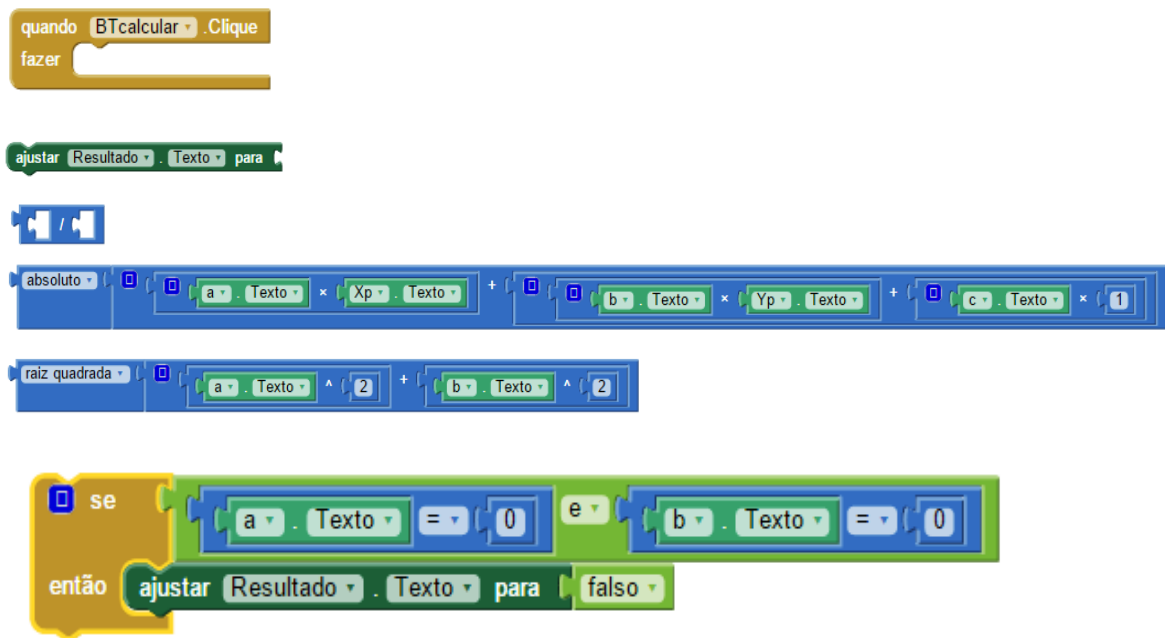 quando BTcalcular .Clique
fazer
ajustar Resultado . Texto para
/
absoluto a . Texto × Xp . Texto + b . Texto × Yp . Texto + c . Texto × 1
raiz quadrada a . Texto ^ 2 + b . Texto ^ 2
se a . Texto = 0 e b . Texto = 0
então ajustar Resultado . Texto para falso